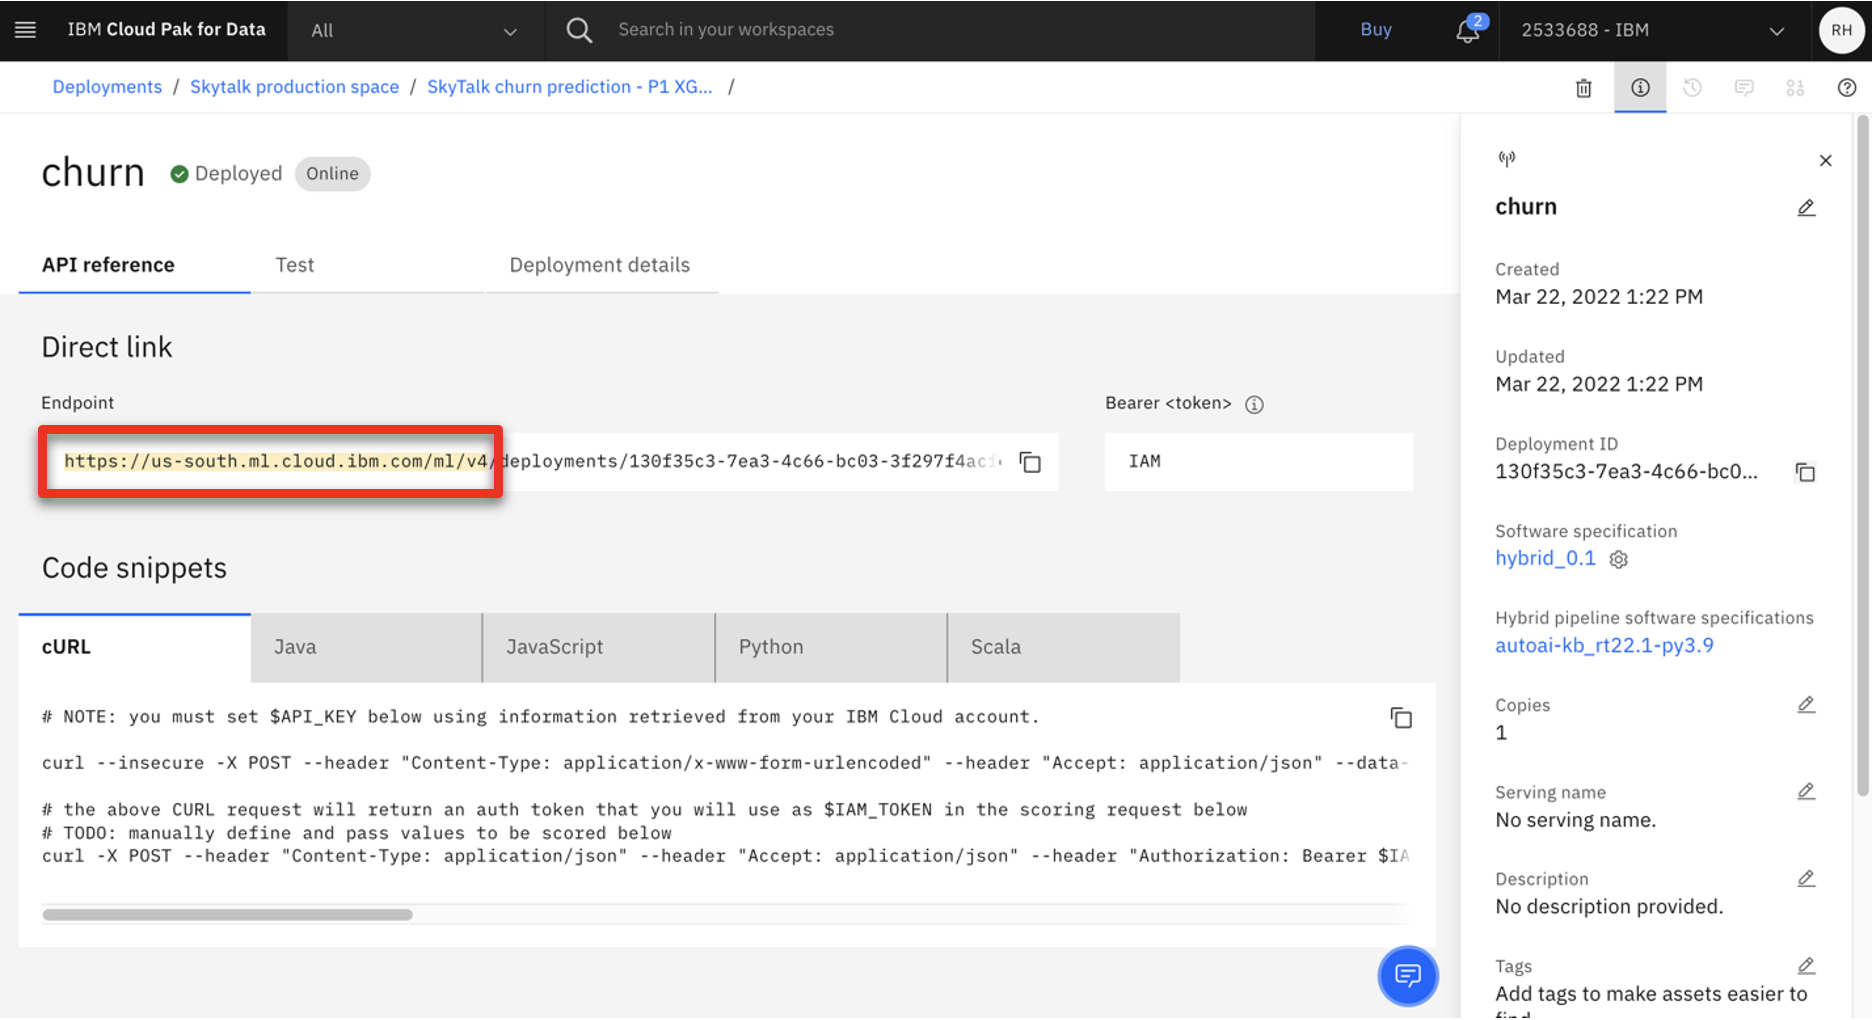 IBM Cloud Pak for Data
All
Search in your workspaces
Buy
2
2533688 - IBM
RH
Deployments / Skytalk production space / SkyTalk churn prediction - P1 XG... /
churn
Deployed
Online
API reference
Test
Deployment details
Direct link
Endpoint
https://us-south.ml.cloud.ibm.com/ml/v4/deployments/130f35c3-7ea3-4c66-bc03-3f297f4acf
Bearer <token>
IAM
Code snippets
cURL
Java
JavaScript
Python
Scala
# NOTE: you must set $API_KEY below using information retrieved from your IBM Cloud account.
curl --insecure -X POST --header "Content-Type: application/x-www-form-urlencoded" --header "Accept: application/json" --data-
# the above CURL request will return an auth token that you will use as $IAM_TOKEN in the scoring request below
# TODO: manually define and pass values to be scored below
curl -X POST --header "Content-Type: application/json" --header "Accept: application/json" --header "Authorization: Bearer $IA
churn
Created
Mar 22, 2022 1:22 PM
Updated
Mar 22, 2022 1:22 PM
Deployment ID
130f35c3-7ea3-4c66-bc0...
Software specification
hybrid_0.1
Hybrid pipeline software specifications
autoai-kb_rt22.1-py3.9
Copies
1
Serving name
No serving name.
Description
No description provided.
Tags
Add tags to make assets easier to
find